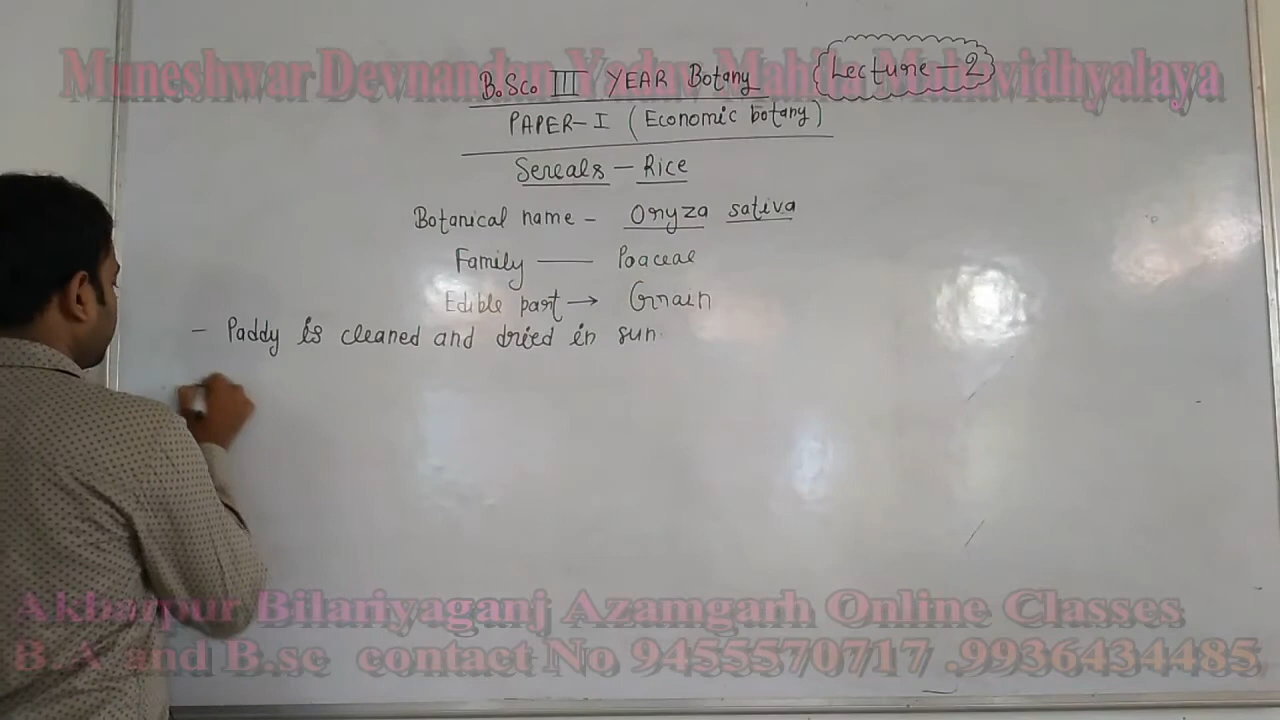 Muneshwar Devnandan Yadav Mahila Mahavidhyalaya
B.Sc. III YEAR Botany
Lecture - 2
PAPER - I (Economic botany)
Sereals - Rice
Botanical name - Oryza sativa
Family — Poaceae
Edible part → Grain
- Paddy is cleaned and dried in sun.
Akbarpur Bilariyaganj Azamgarh Online Classes
B.A and B.sc contact No 9455570717 .9936434485